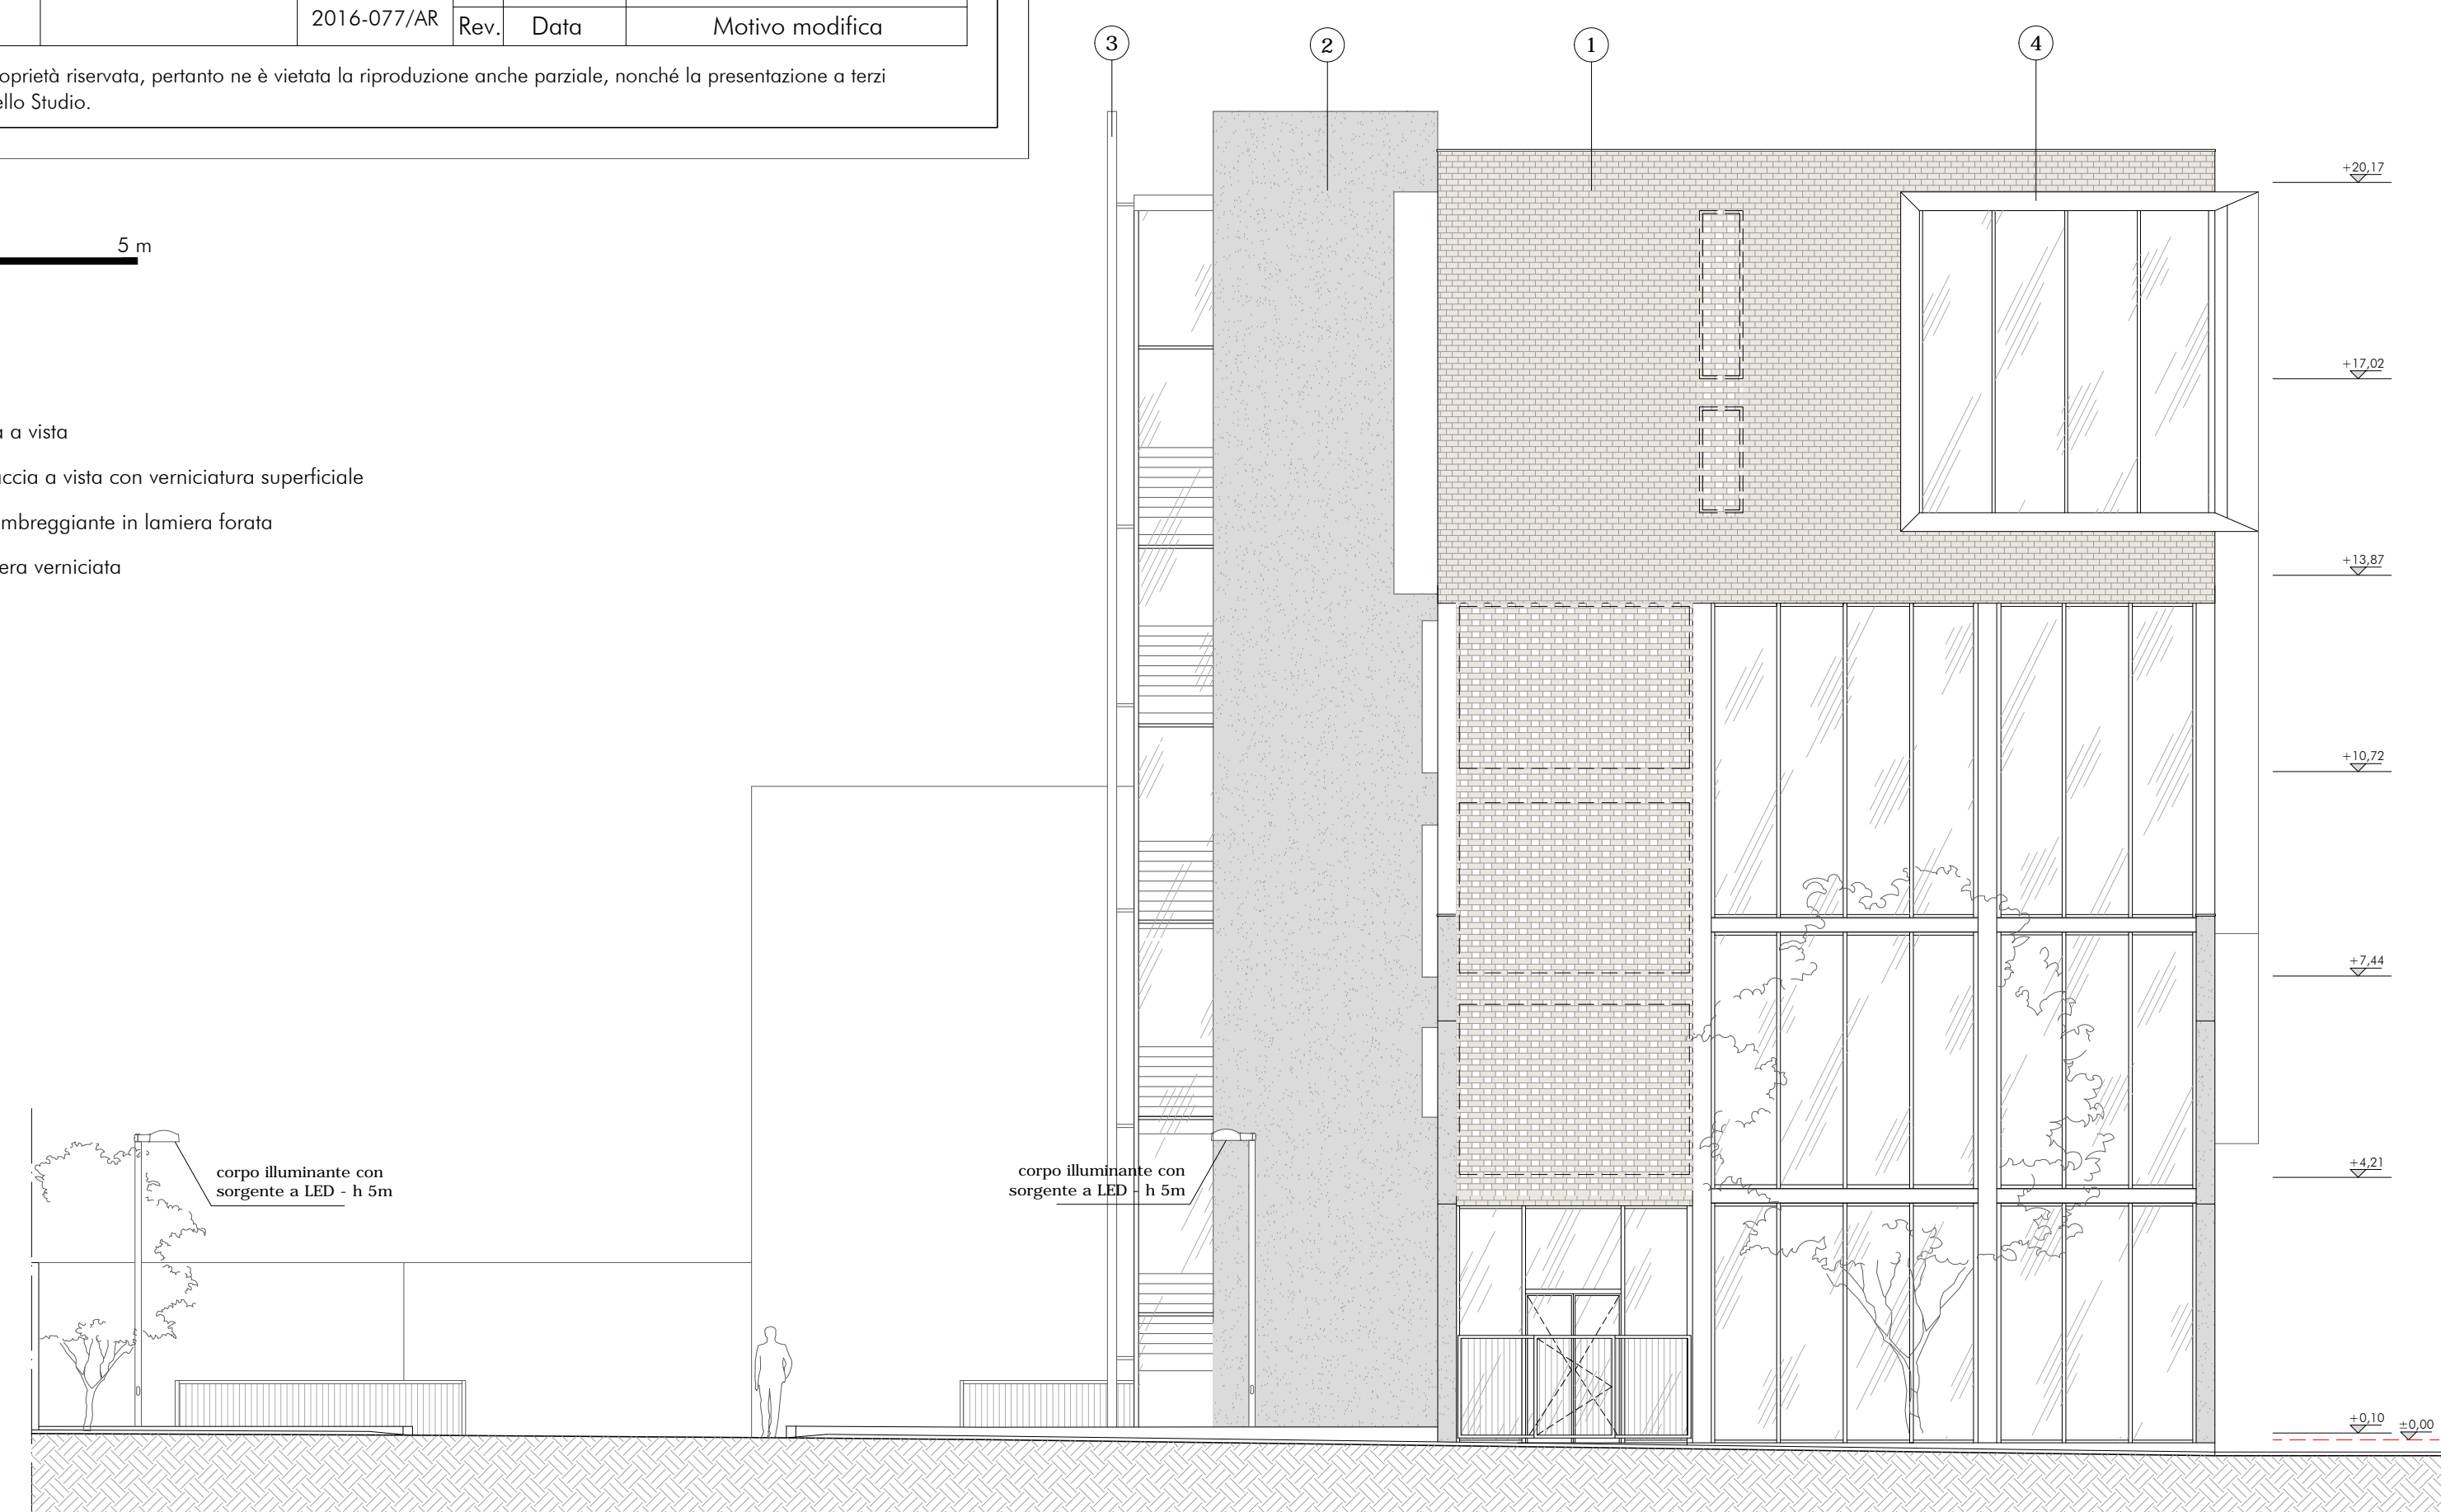 2016-077/AR
Rev. Data Motivo modifica
oprietà riservata, pertanto ne è vietata la riproduzione anche parziale, nonché la presentazione a terzi
ello Studio.
3
2
1
4
5 m
a vista
accia a vista con verniciatura superficiale
mbreggiante in lamiera forata
era verniciata
+20,17
+17,02
+13,87
+10,72
+7,44
+4,21
+0,10
±0,00
corpo illuminante con
sorgente a LED - h 5m
corpo illuminante con
sorgente a LED - h 5m